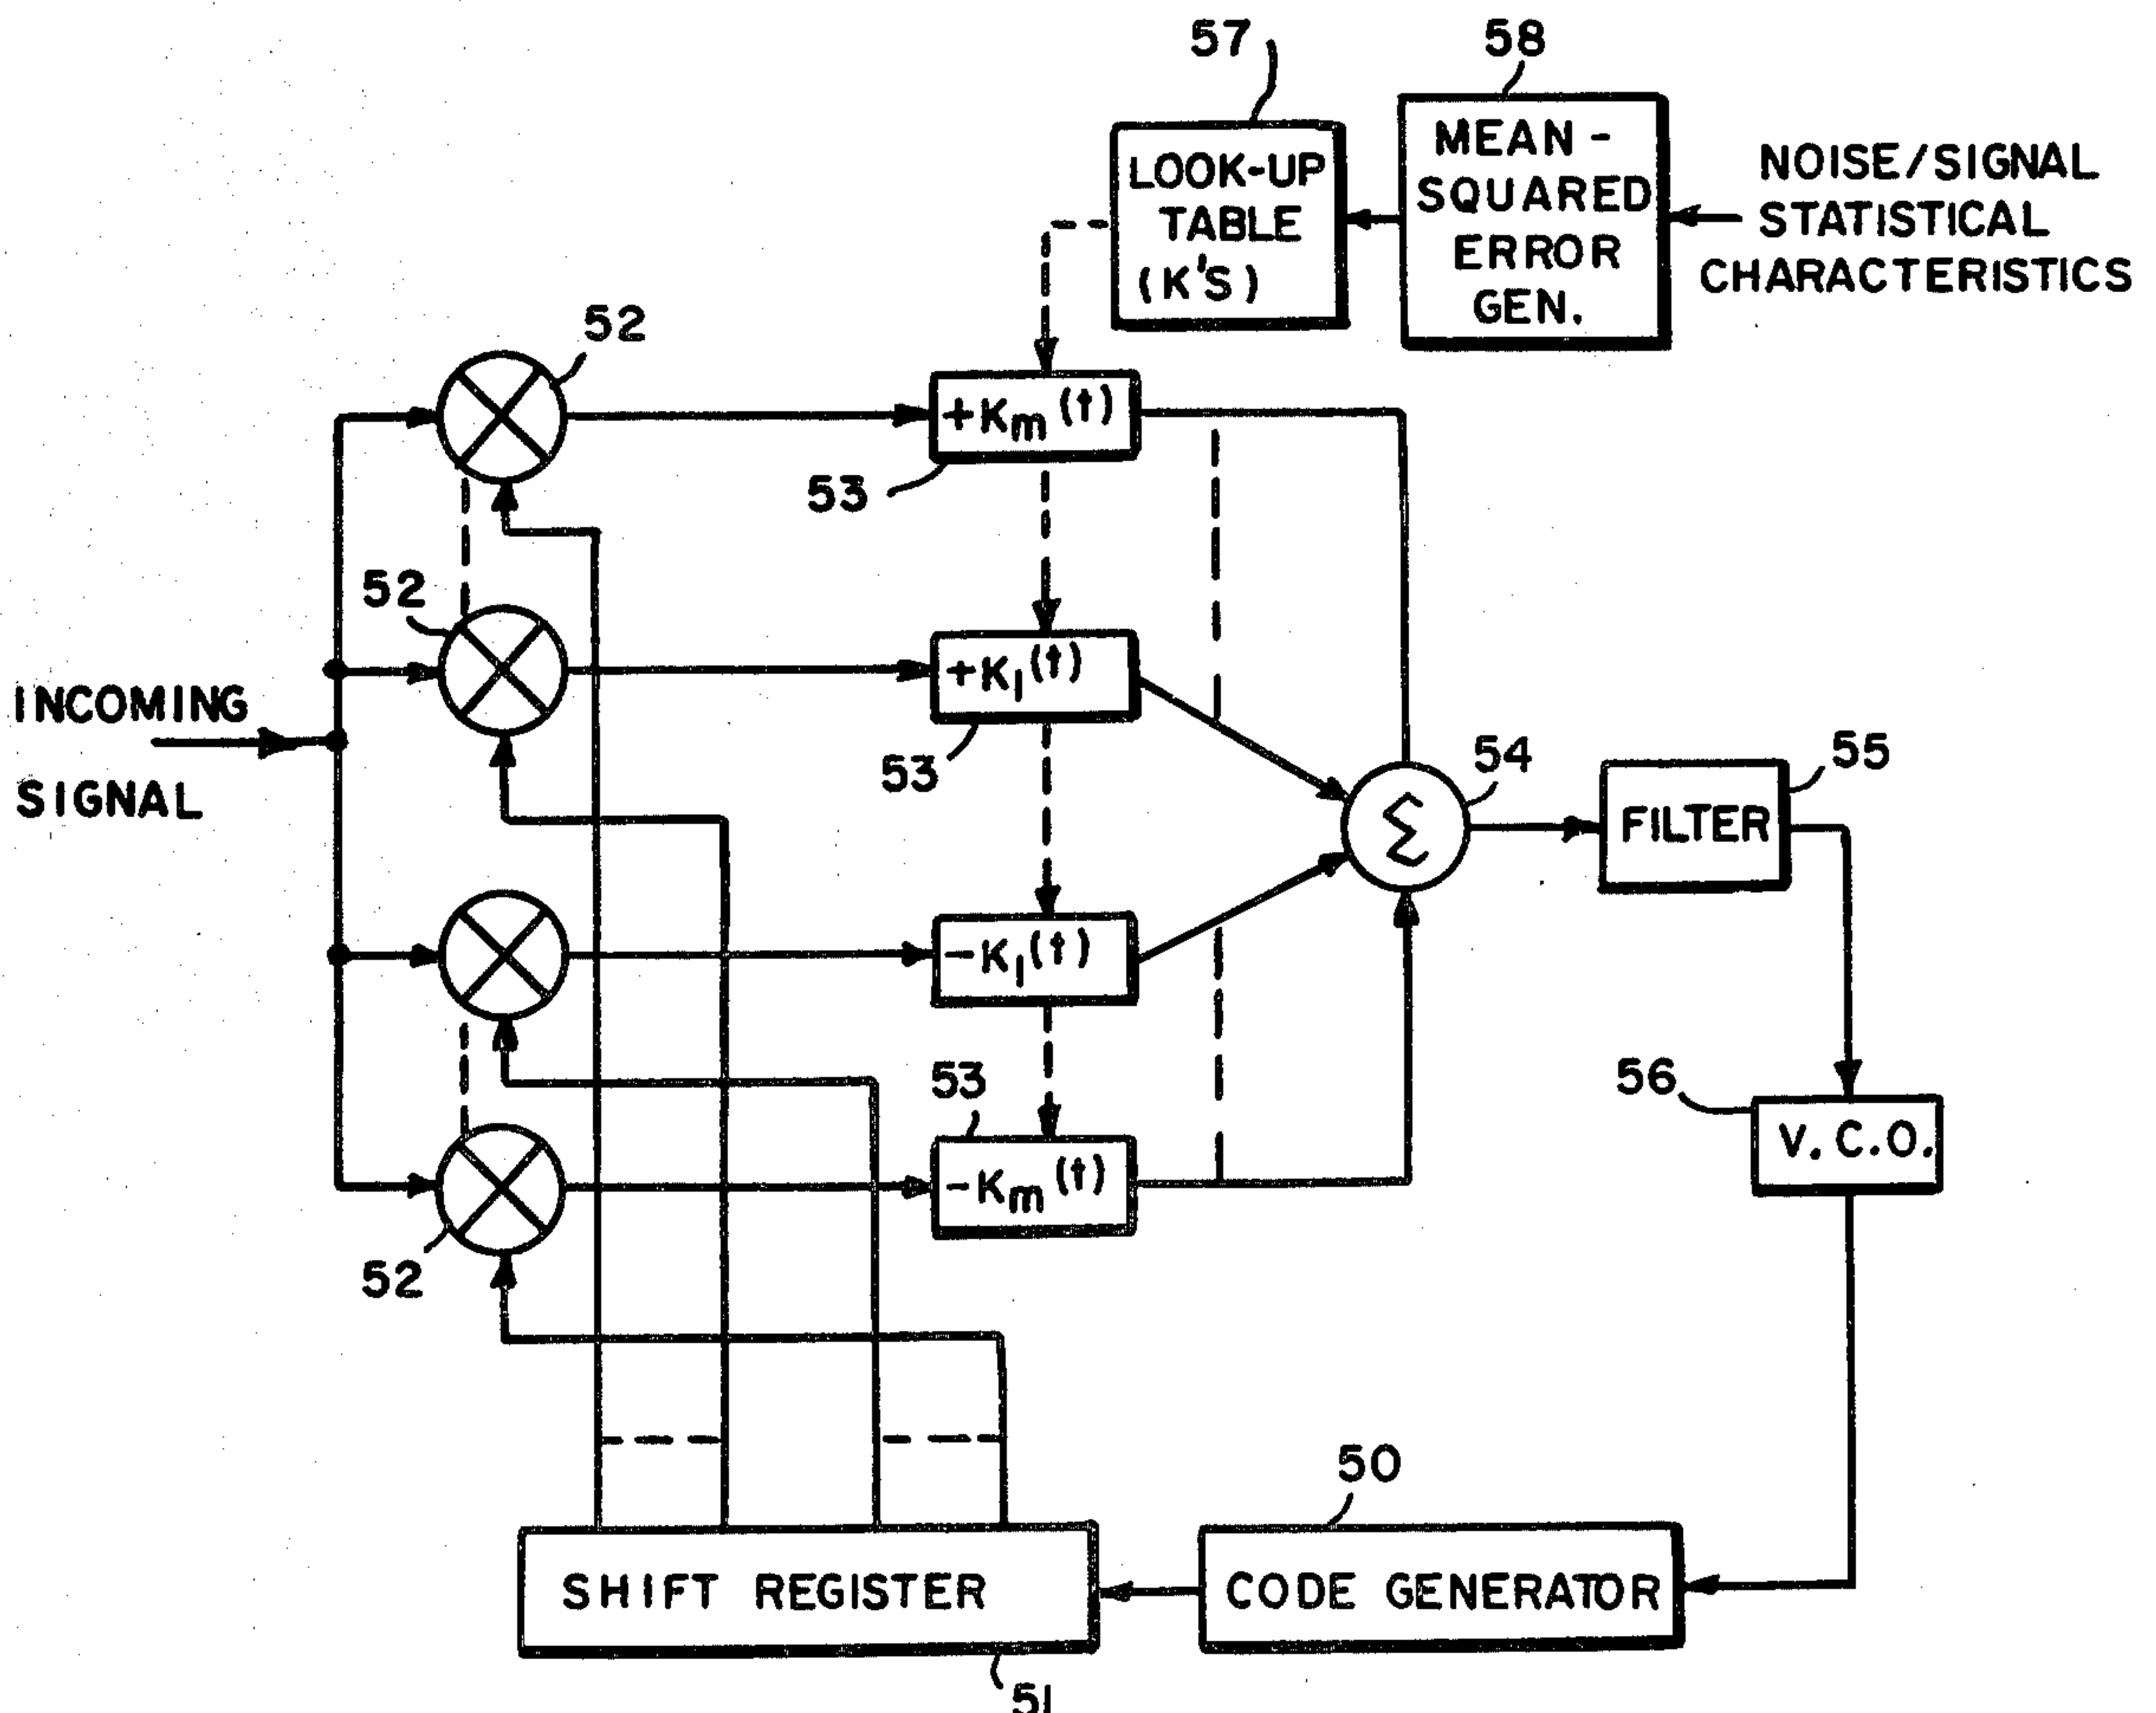 57
58
LOOK-UP
TABLE
(K'S)
MEAN -
SQUARED
ERROR
GEN.
NOISE/SIGNAL
STATISTICAL
CHARACTERISTICS
52
+Km(t)
53
52
+K1(t)
53
INCOMING
SIGNAL
Σ
54
FILTER
55
-K1(t)
53
-Km(t)
52
56
V.C.O.
50
SHIFT REGISTER
CODE GENERATOR
51